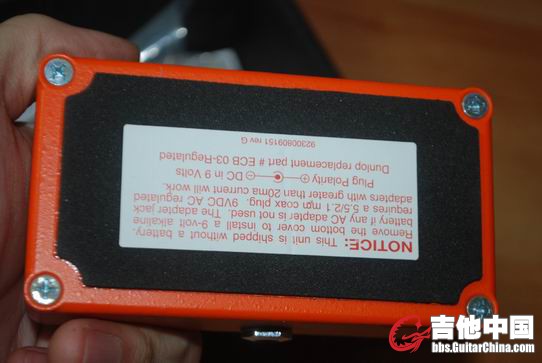 NOTICE: This unit is shipped without a battery.
Remove the bottom cover to install a 9-volt alkaline
battery if any AC adapter is not used. The adapter jack
requires a 5.5/2.1 mm coax plug. 9VDC AC regulated
adapters with greater than 20ma current will work.
Plug Polarity + - DC in 9 Volts
Dunlop replacement part # ECB 03-Regulated
92300809151 rev G
吉他中国
bbs.GuitarChina.com